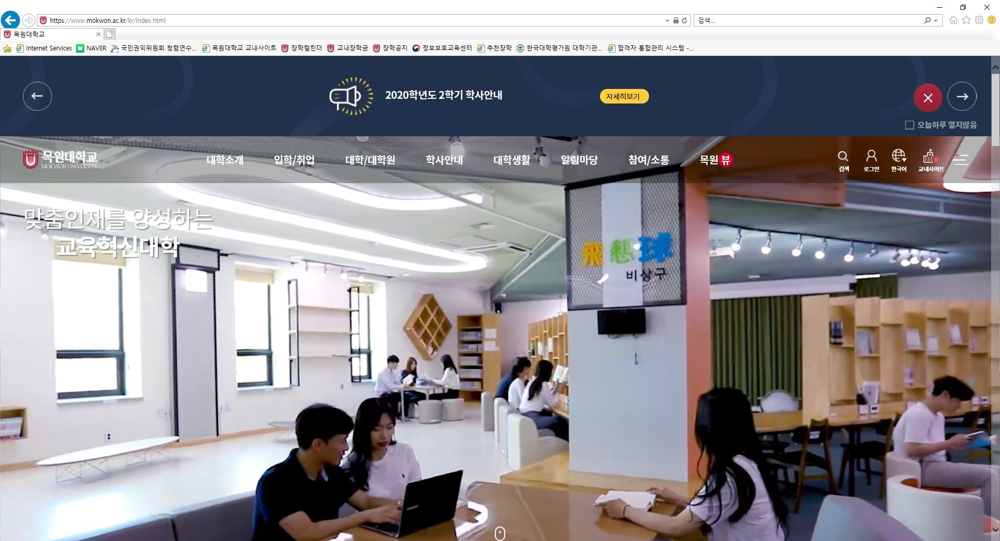 https://www.mokwon.ac.kr/kr/index.html
검색...
목원대학교
Internet Services
NAVER
국민권익위원회 청렴연수...
목원대학교 교내사이트
장학캘린더
교내장학금
장학공지
정보보호교육센터
추천장학
한국대학평가원 대학기관...
합격자 통합관리 시스템 -...
2020학년도 2학기 학사안내
자세히보기
오늘하루 열지않음
목원대학교
MOKWON UNIVERSITY
대학소개
입학/취업
대학/대학원
학사안내
대학생활
알림마당
참여/소통
목원뷰
검색
로그인
한국어
교내사이트
맞춤인재를 양성하는
교육혁신대학
飛想球
비상구